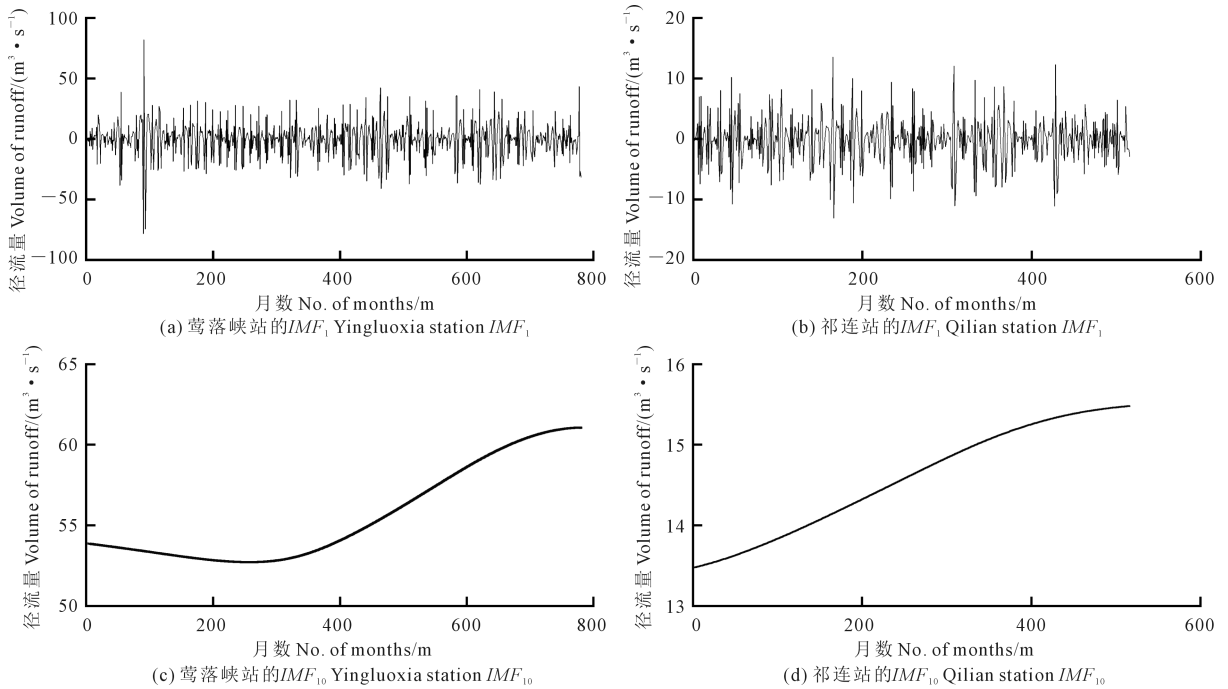 径流量 Volume of runoff/(m³·s⁻¹)
100
50
0
−50
−100
0 200 400 600 800
月数 No. of months/m
(a) 莺落峡站的IMF₁ Yingluoxia station IMF₁
径流量 Volume of runoff/(m³·s⁻¹)
20
10
0
−10
−20
0 200 400 600
月数 No. of months/m
(b) 祁连站的IMF₁ Qilian station IMF₁
径流量 Volume of runoff/(m³·s⁻¹)
65
60
55
50
0 200 400 600 800
月数 No. of months/m
(c) 莺落峡站的IMF₁₀ Yingluoxia station IMF₁₀
径流量 Volume of runoff/(m³·s⁻¹)
16
15
14
13
0 200 400 600
月数 No. of months/m
(d) 祁连站的IMF₁₀ Qilian station IMF₁₀